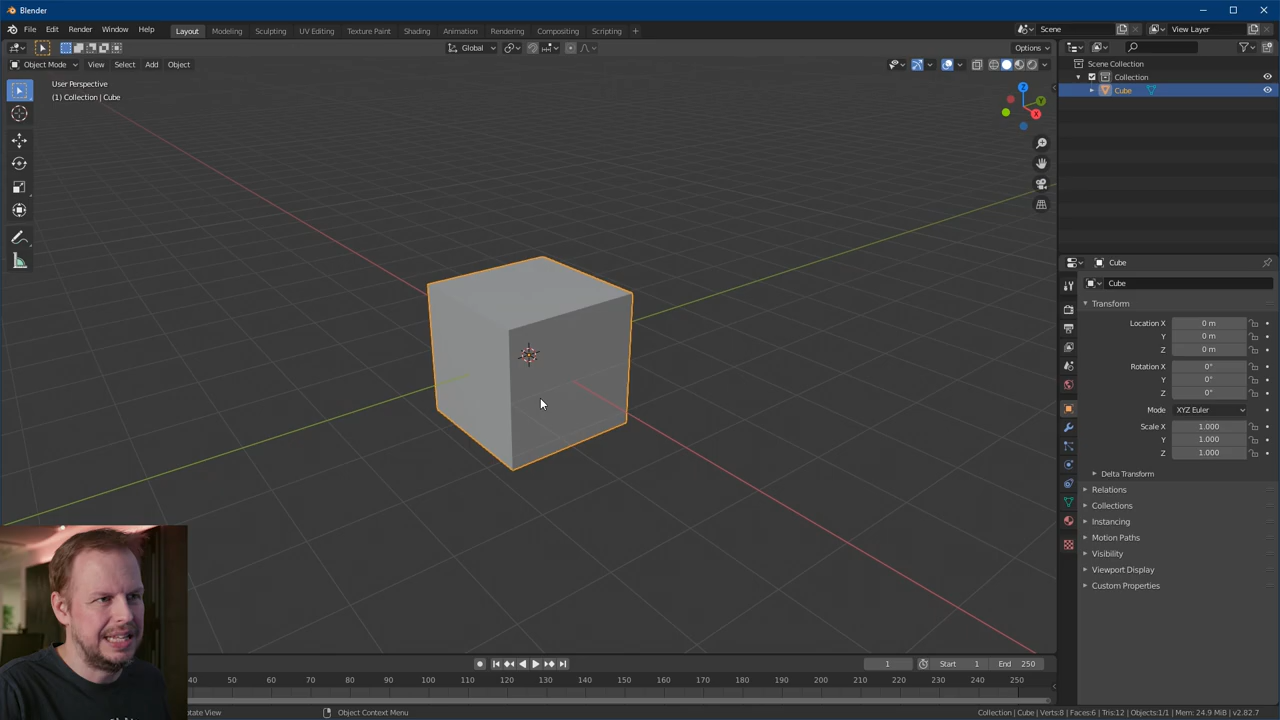 Blender
File Edit Render Window Help Layout Modeling Sculpting UV Editing Texture Paint Shading Animation Rendering Compositing Scripting + Scene View Layer
Global Options
Object Mode View Select Add Object
Scene Collection
Collection
Cube
User Perspective
(1) Collection | Cube
Z
Y
X
Cube
Cube
Transform
Location X 0 m
Y 0 m
Z 0 m
Rotation X 0°
Y 0°
Z 0°
Mode XYZ Euler
Scale X 1.000
Y 1.000
Z 1.000
Delta Transform
Relations
Collections
Instancing
Motion Paths
Visibility
Viewport Display
Custom Properties
1 Start 1 End 250
40 50 60 70 80 90 100 110 120 130 140 150 160 170 180 190 200 210 220 230 240 250
View Object Context Menu Collection | Cube | Verts:8 | Faces:6 | Tris:12 | Objects:1/1 | Mem: 24.9 MiB | v2.82.7